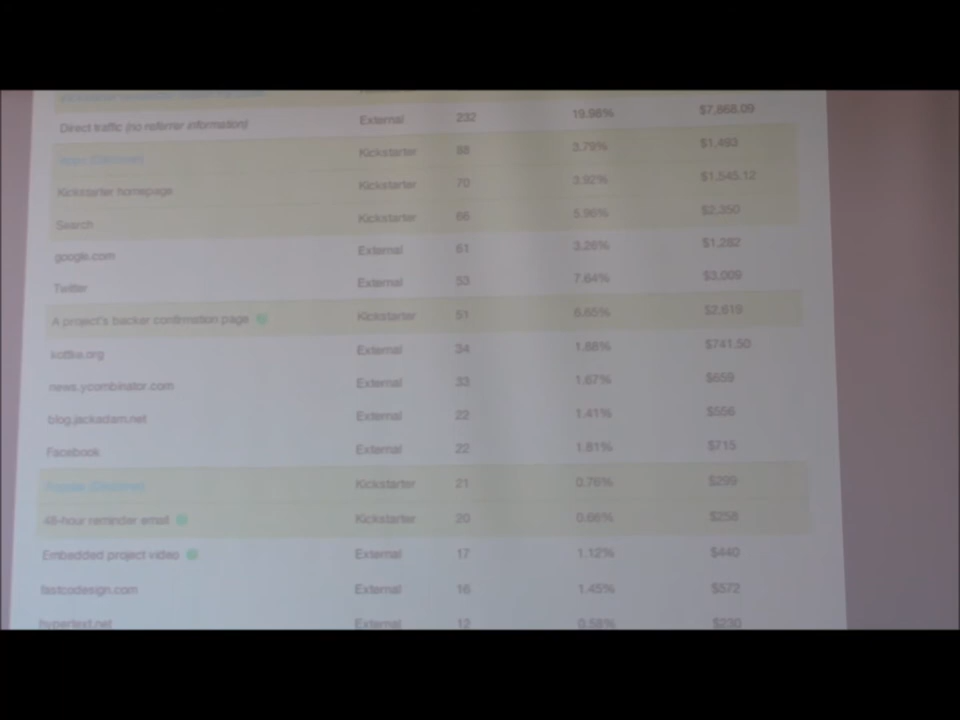 Direct traffic (no referrer information) External 232 19.98% $7,868.09
Kickstarter 88 3.79% $1,493
Kickstarter homepage Kickstarter 70 3.92% $1,545.12
Search Kickstarter 66 5.96% $2,350
google.com External 61 3.26% $1,282
Twitter External 53 7.64% $3,009
A project's backer confirmation page Kickstarter 51 6.65% $2,619
kottke.org External 34 1.88% $741.50
news.ycombinator.com External 33 1.67% $659
blog.jackadam.net External 22 1.41% $556
Facebook External 22 1.81% $715
Kickstarter 21 0.76% $299
48-hour reminder email Kickstarter 20 0.66% $258
Embedded project video External 17 1.12% $440
fastcodesign.com External 16 1.45% $572
hypertext.net External 12 0.58% $230